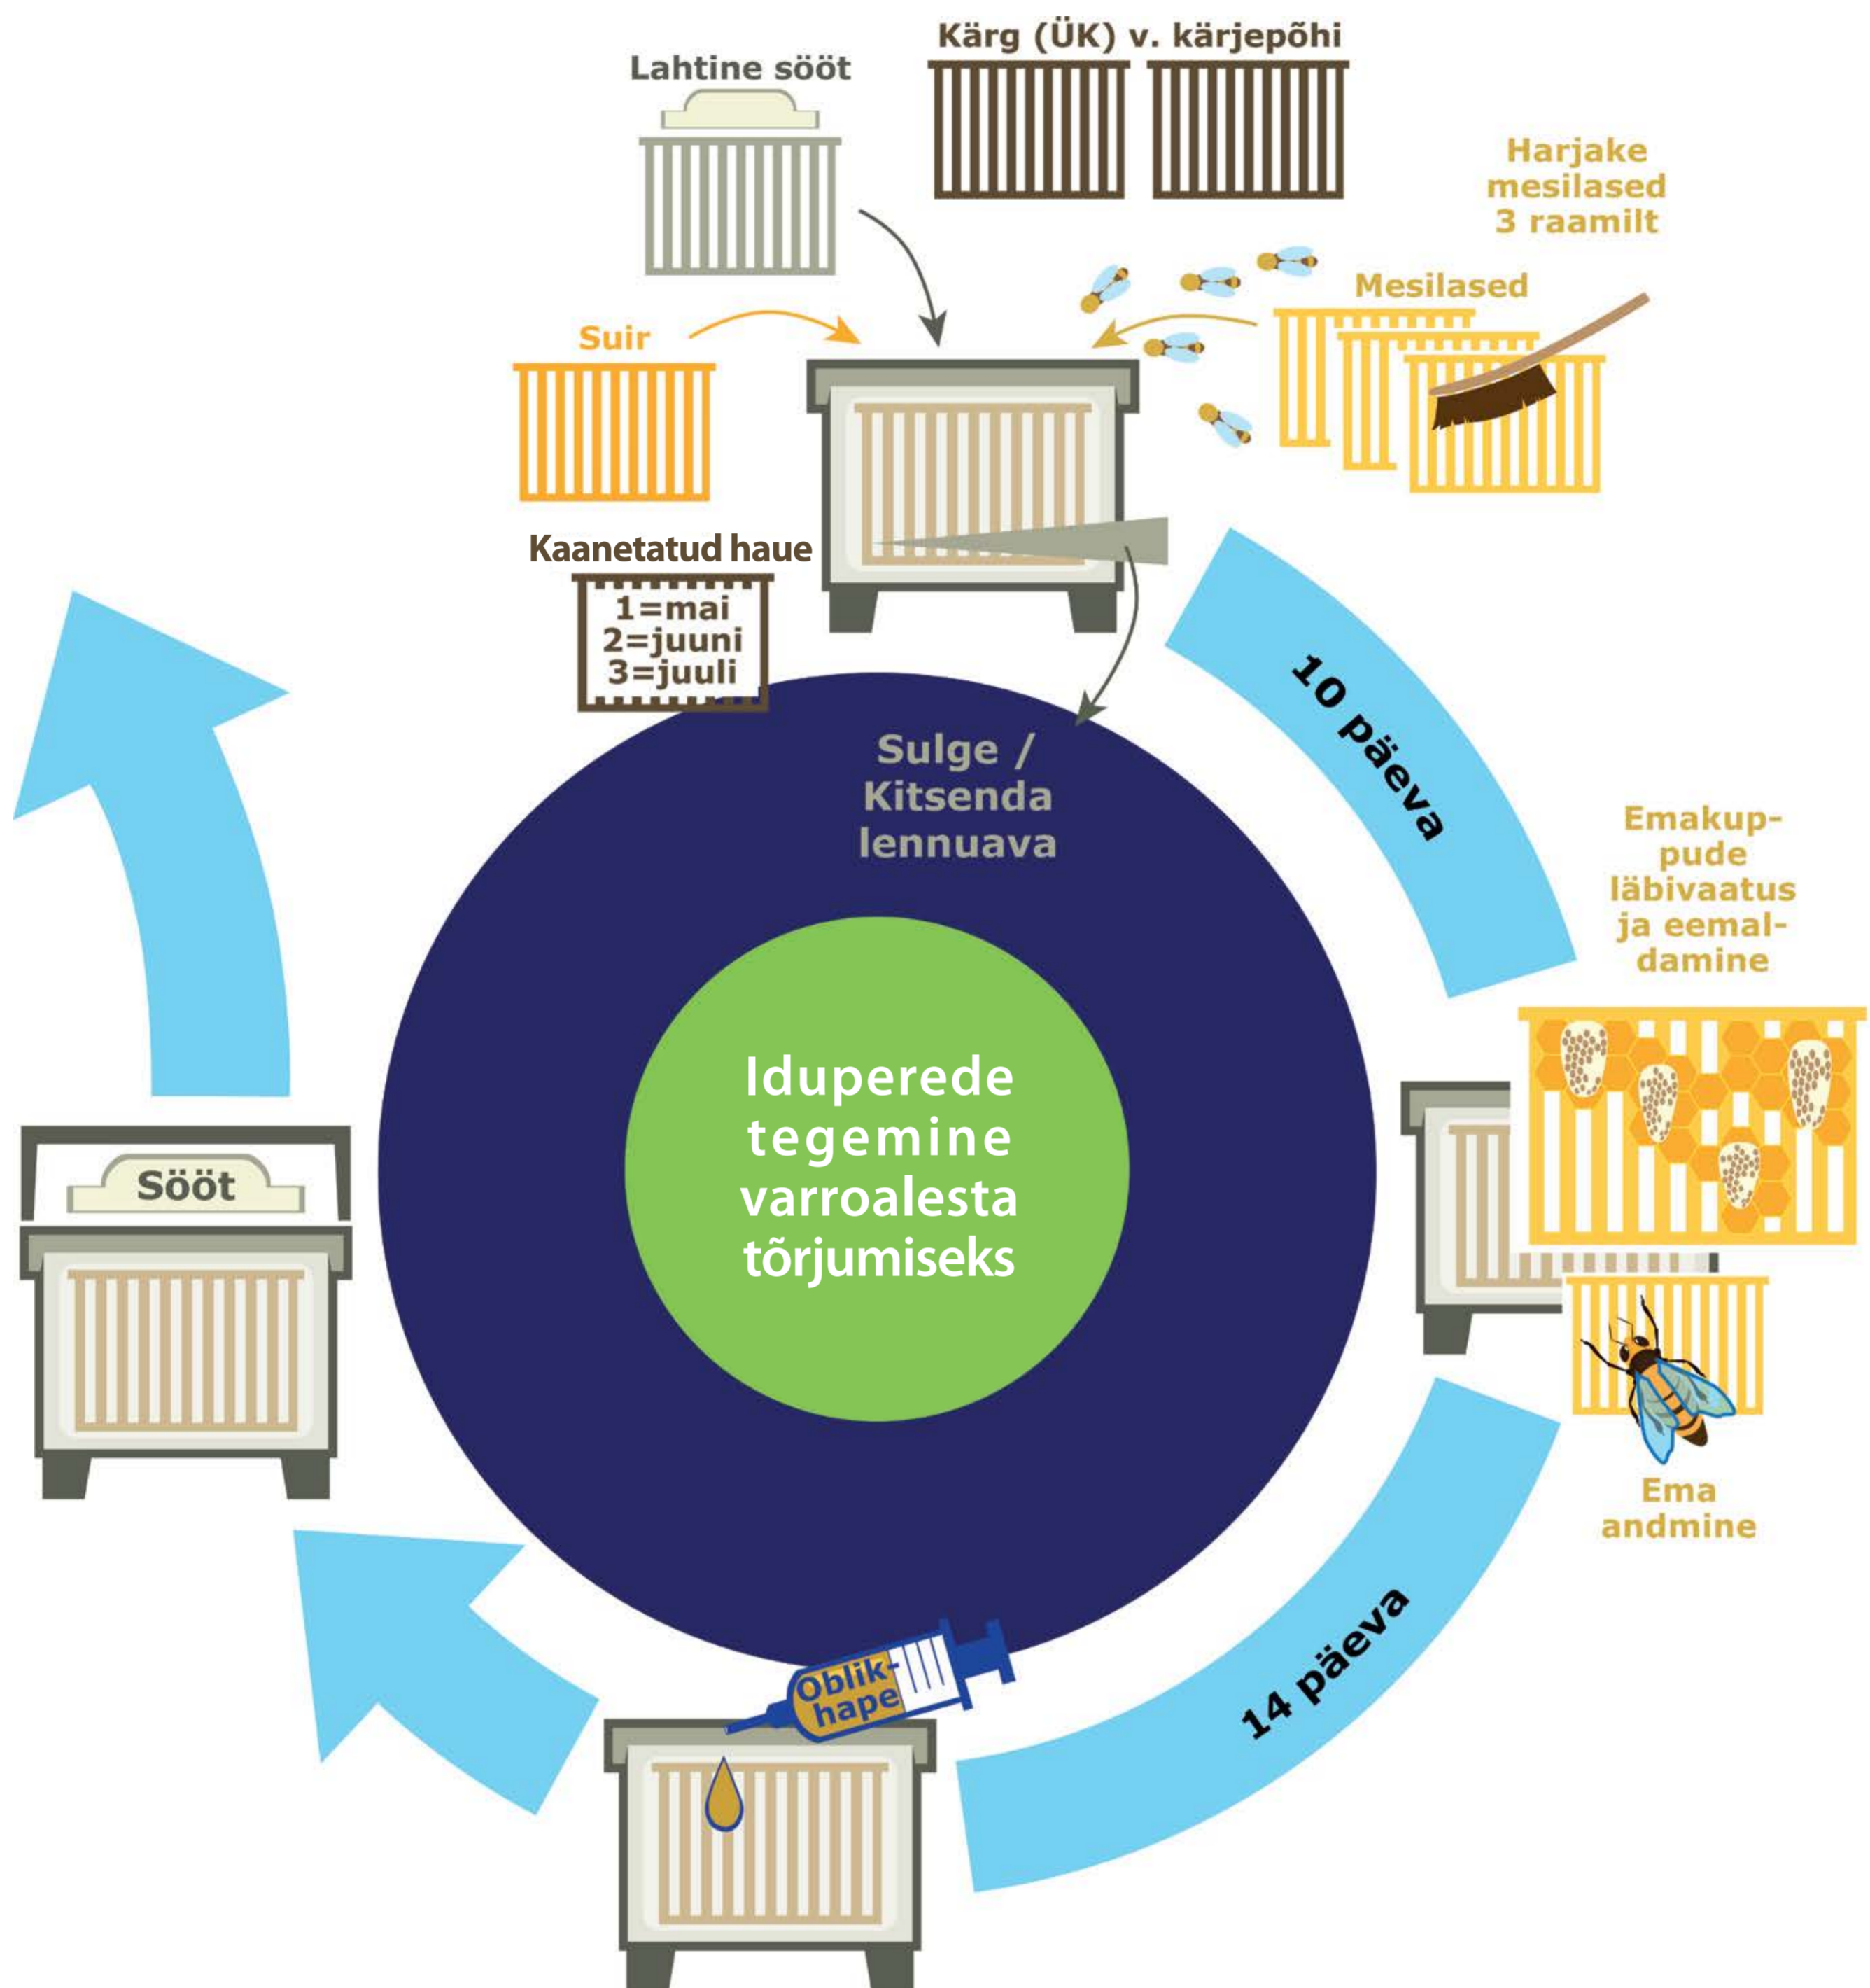 Kärg (ÜK) v. kärjepõhi
Lahtine sööt
Harjake
mesilased
3 raamilt
Mesilased
Suir
Kaanetatud haue
1=mai
2=juuni
3=juuli
Sulge /
Kitsenda
lennuava
10 päeva
Emakup-
pude
läbivaatus
ja eemal-
damine
Iduperede
tegemine
varroalesta
tõrjumiseks
Sööt
Ema
andmine
14 päeva
Oblik-
hape